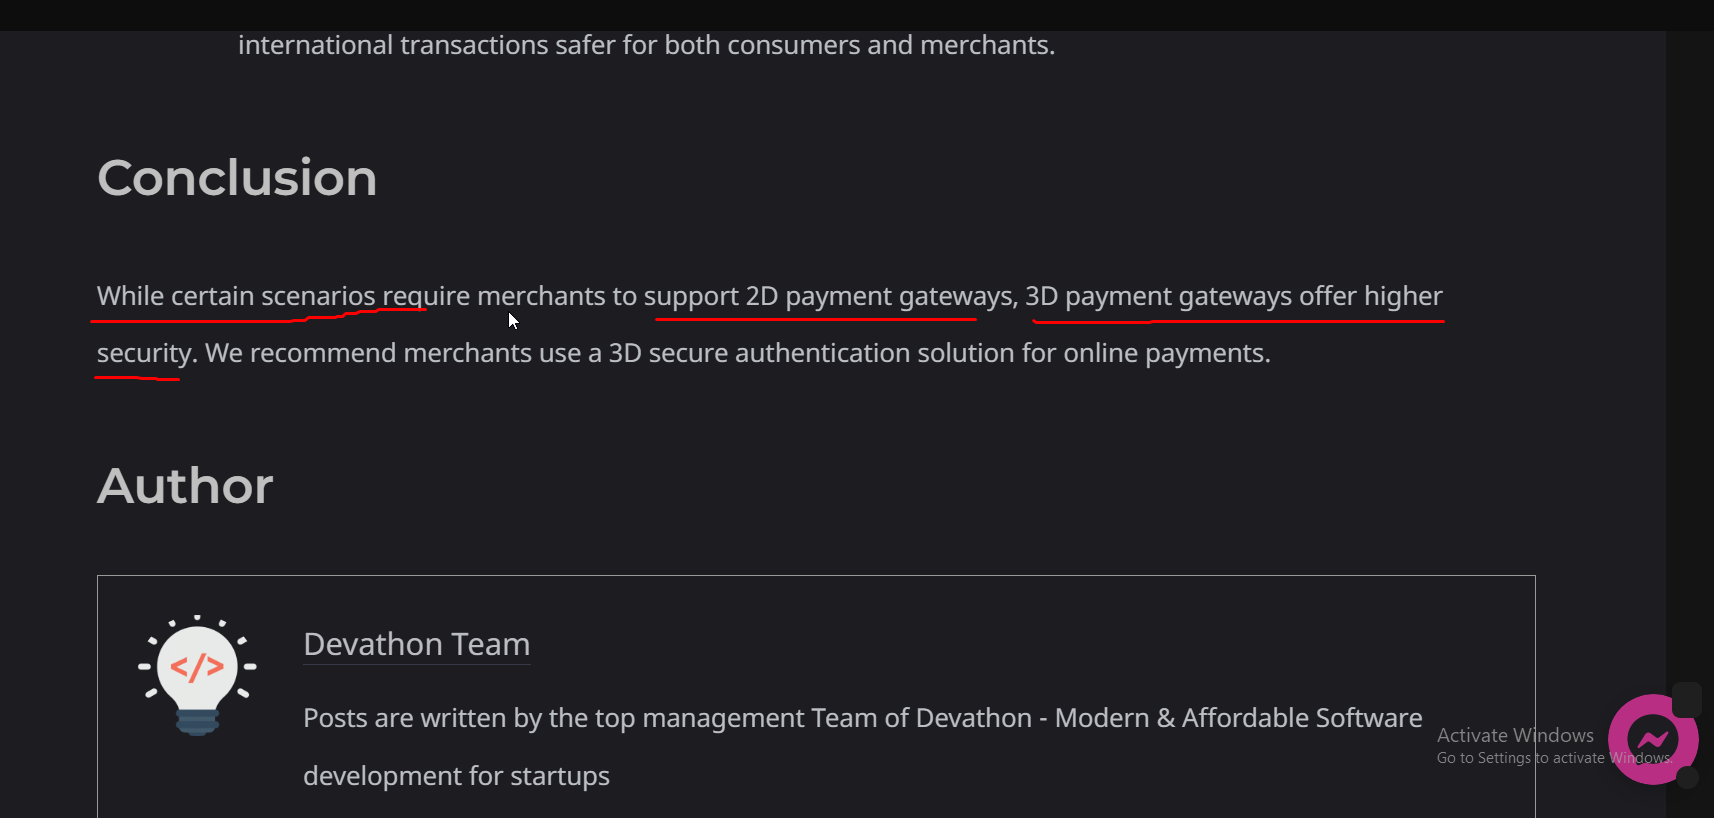 international transactions safer for both consumers and merchants.
Conclusion
While certain scenarios require merchants to support 2D payment gateways, 3D payment gateways offer higher
security. We recommend merchants use a 3D secure authentication solution for online payments.
Author
</>
Devathon Team
Posts are written by the top management Team of Devathon - Modern & Affordable Software
development for startups
Activate Windows
Go to Settings to activate Windows.